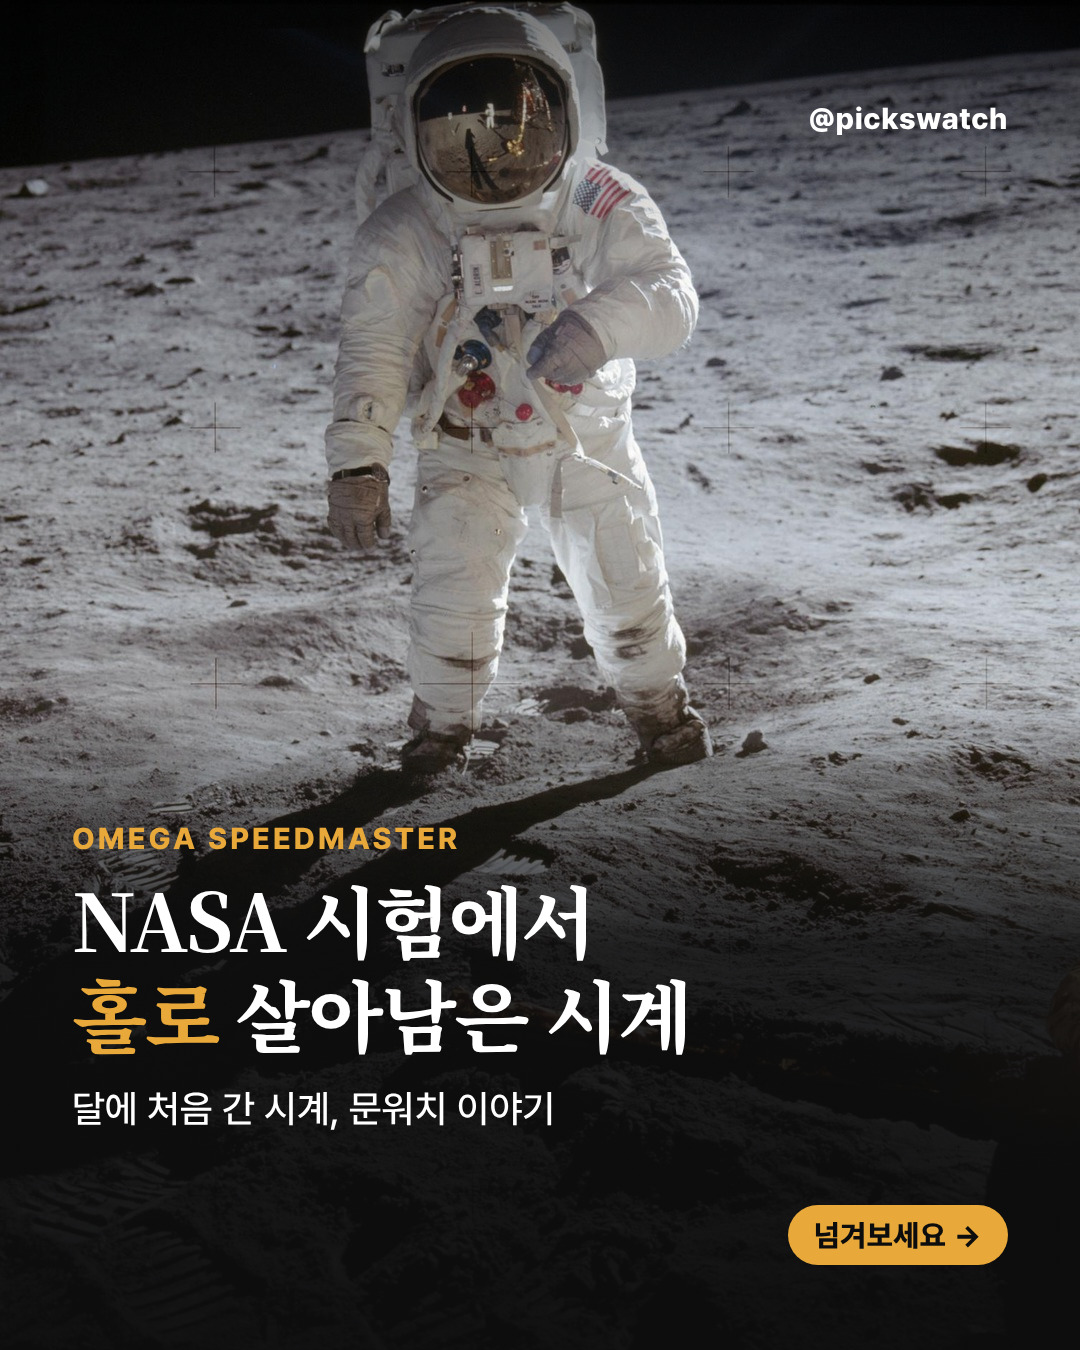 @pickswatch
OMEGA SPEEDMASTER
NASA 시험에서
홀로 살아남은 시계
달에 처음 간 시계, 문워치 이야기
넘겨보세요 →